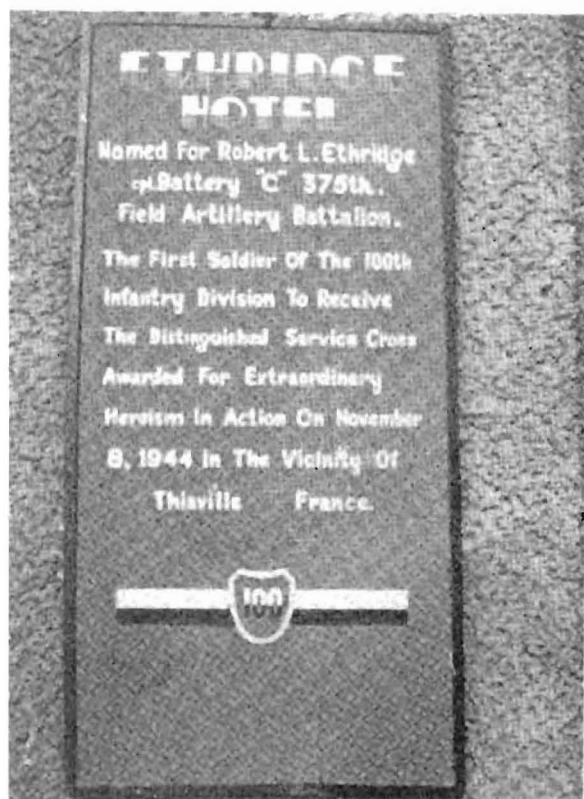 ETHRIDGE
HOTEL
Named For Robert L. Ethridge
cpl. Battery "C" 375th.
Field Artillery Battalion.
The First Soldier Of The 100th
Infantry Division To Receive
The Distinguished Service Cross
Awarded For Extraordinary
Heroism In Action On November
8, 1944 In The Vicinity Of
Thiaville France.
100